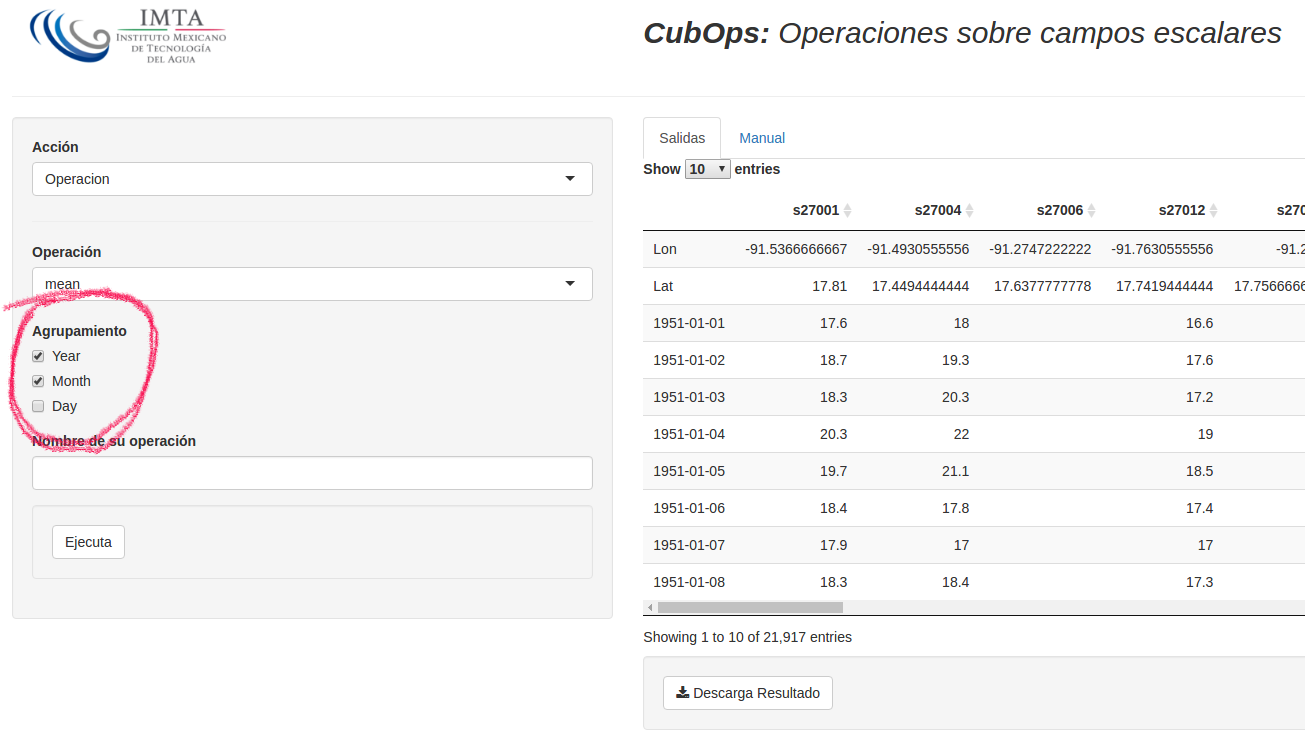 IMTA
INSTITUTO MEXICANO
DE TECNOLOGÍA
DEL AGUA
CubOps: Operaciones sobre campos escalares
Acción
Operacion
Operación
mean
Agrupamiento
Year
Month
Day
Nombre de su operación
Ejecuta
Salidas Manual
Show 10 entries
s27001 s27004 s27006 s27012 s270
Lon -91.5366666667 -91.4930555556 -91.2747222222 -91.7630555556 -91.2
Lat 17.81 17.4494444444 17.6377777778 17.7419444444 17.7566666
1951-01-01 17.6 18 16.6
1951-01-02 18.7 19.3 17.6
1951-01-03 18.3 20.3 17.2
1951-01-04 20.3 22 19
1951-01-05 19.7 21.1 18.5
1951-01-06 18.4 17.8 17.4
1951-01-07 17.9 17 17
1951-01-08 18.3 18.4 17.3
Showing 1 to 10 of 21,917 entries
Descarga Resultado